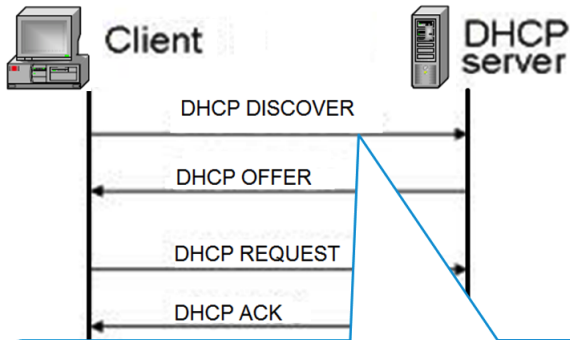 Client
DHCP
server
DHCP DISCOVER
DHCP OFFER
DHCP REQUEST
DHCP ACK